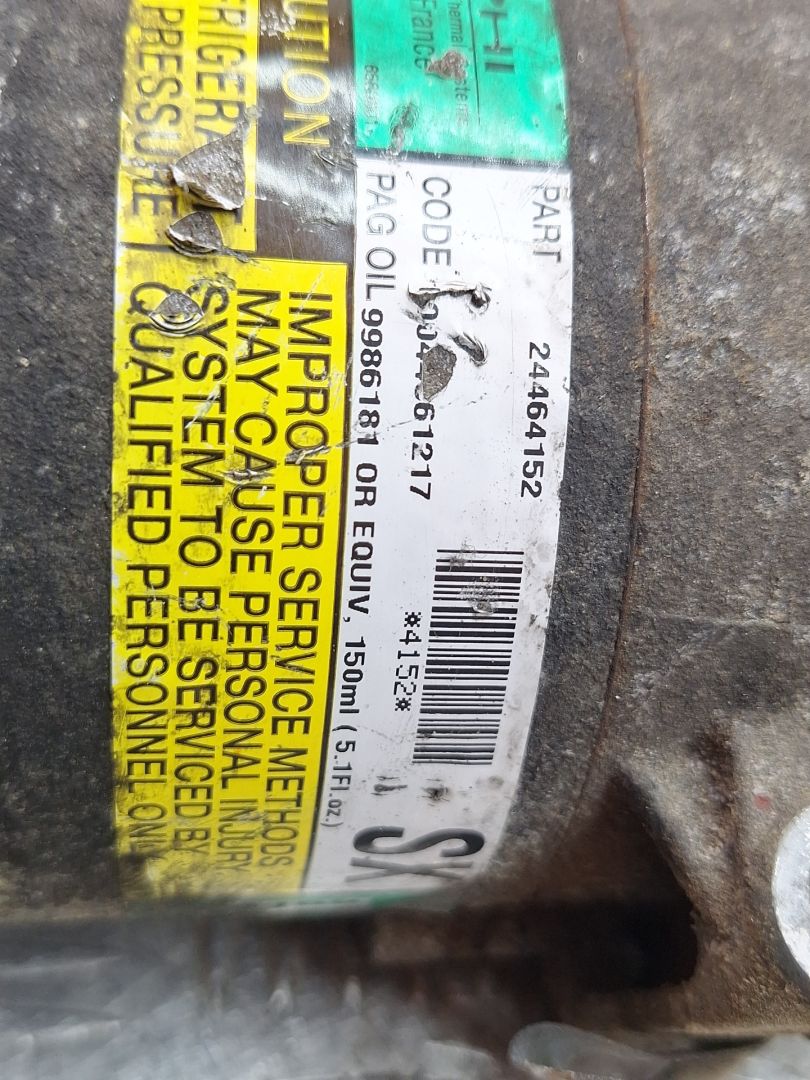 PHI
France
PART 24464152
CODE
61217
*4152*
PAG OIL 9986181 OR EQUIV, 150ml ( 5.1Fl.oz.)
SX
UTION
PRESSURE
IMPROPER SERVICE METHODS
MAY CAUSE PERSONAL INJURY
SYSTEM TO BE SERVICED BY
QUALIFIED PERSONNEL